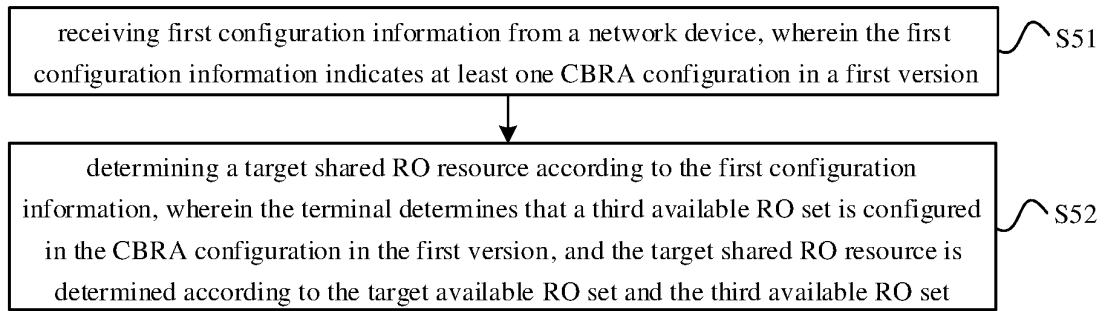 receiving first configuration information from a network device, wherein the first
configuration information indicates at least one CBRA configuration in a first version
S51
determining a target shared RO resource according to the first configuration
information, wherein the terminal determines that a third available RO set is configured
in the CBRA configuration in the first version, and the target shared RO resource is
determined according to the target available RO set and the third available RO set
S52